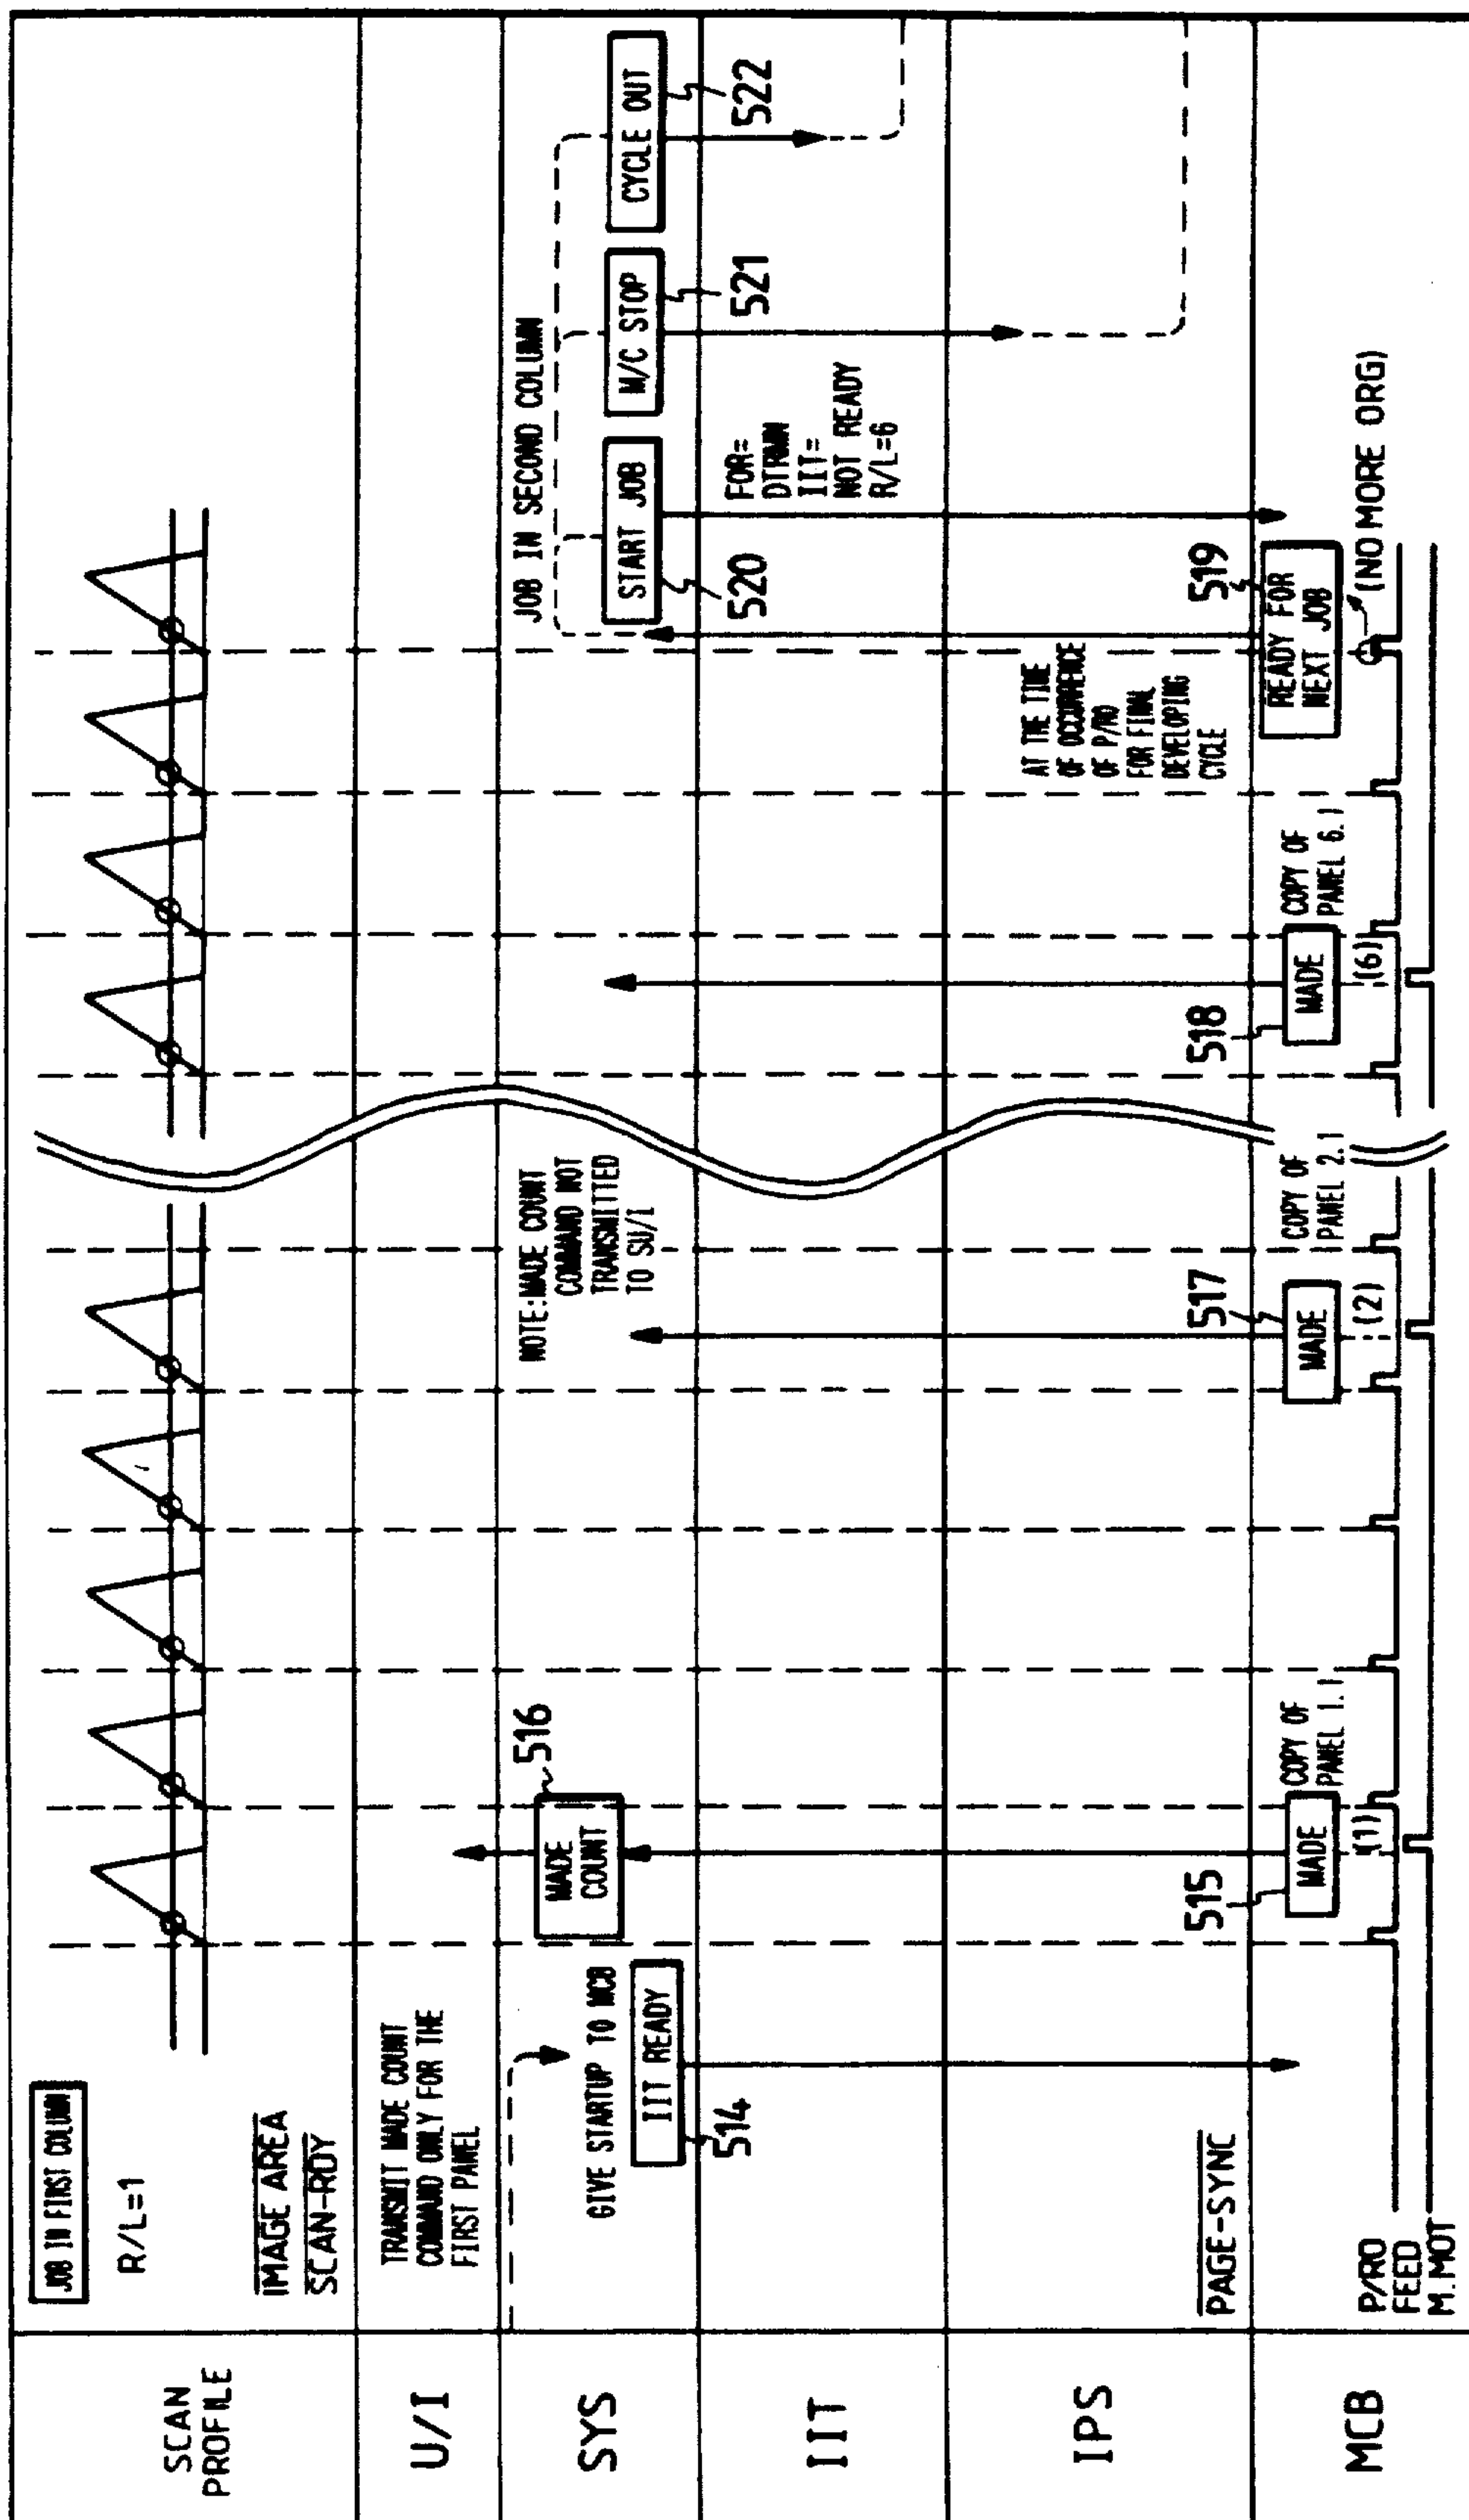 SCAN
PROFILE
JOB IN FIRST COLUMN
R/L=1
IMAGE AREA
SCAN-RDY
U/I
TRANSMIT MADE COUNT
COMMAND ONLY FOR THE
FIRST PANEL
SYS
GIVE STARTUP TO MCB
IIT READY
514
MADE
COUNT
516
NOTE:MADE COUNT
COMMAND NOT
TRANSMITTED
TO SU/I
JOB IN SECOND COLUMN
START JOB
520
M/C STOP
521
CYCLE OUT
522
IIT
FOR=
DTRMN
IIT=
NOT READY
R/L=6
IPS
PAGE-SYNC
AT THE TIME
OF OCCURRENCE
OF P/RO
FOR FINAL
DEVELOPING
CYCLE
MCB
P/RO
FEED
M.MOT
515
MADE
(1)
COPY OF
PANEL 1.1
517
MADE
(2)
COPY OF
PANEL 2.1
518
MADE
(6)
COPY OF
PANEL 6.1
519
READY FOR
NEXT JOB
(NO MORE ORG)